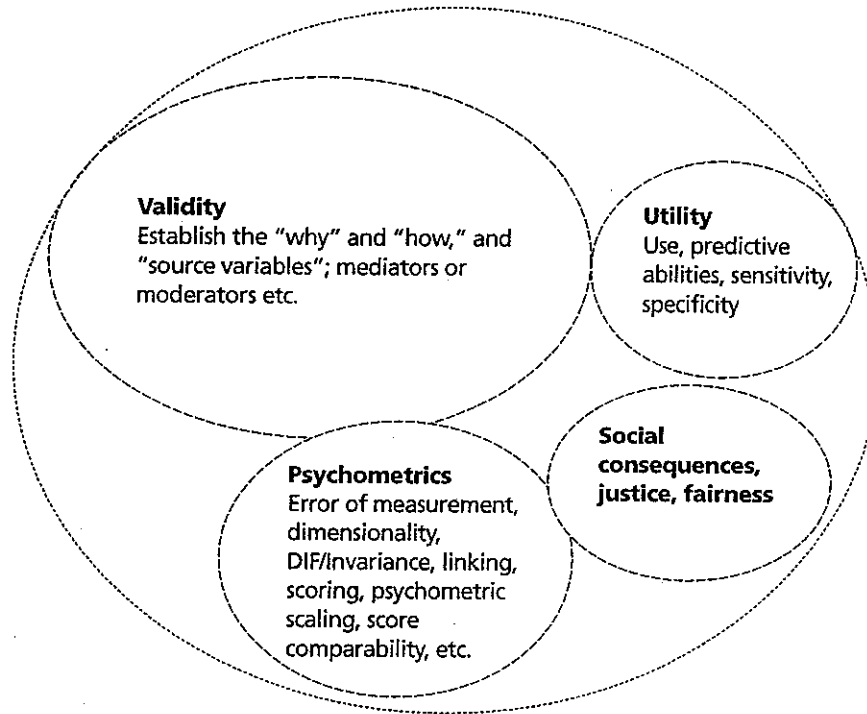 Validity
Establish the "why" and "how," and
"source variables"; mediators or
moderators etc.
Utility
Use, predictive
abilities, sensitivity,
specificity
Social
consequences,
justice, fairness
Psychometrics
Error of measurement,
dimensionality,
DIF/Invariance, linking,
scoring, psychometric
scaling, score
comparability, etc.